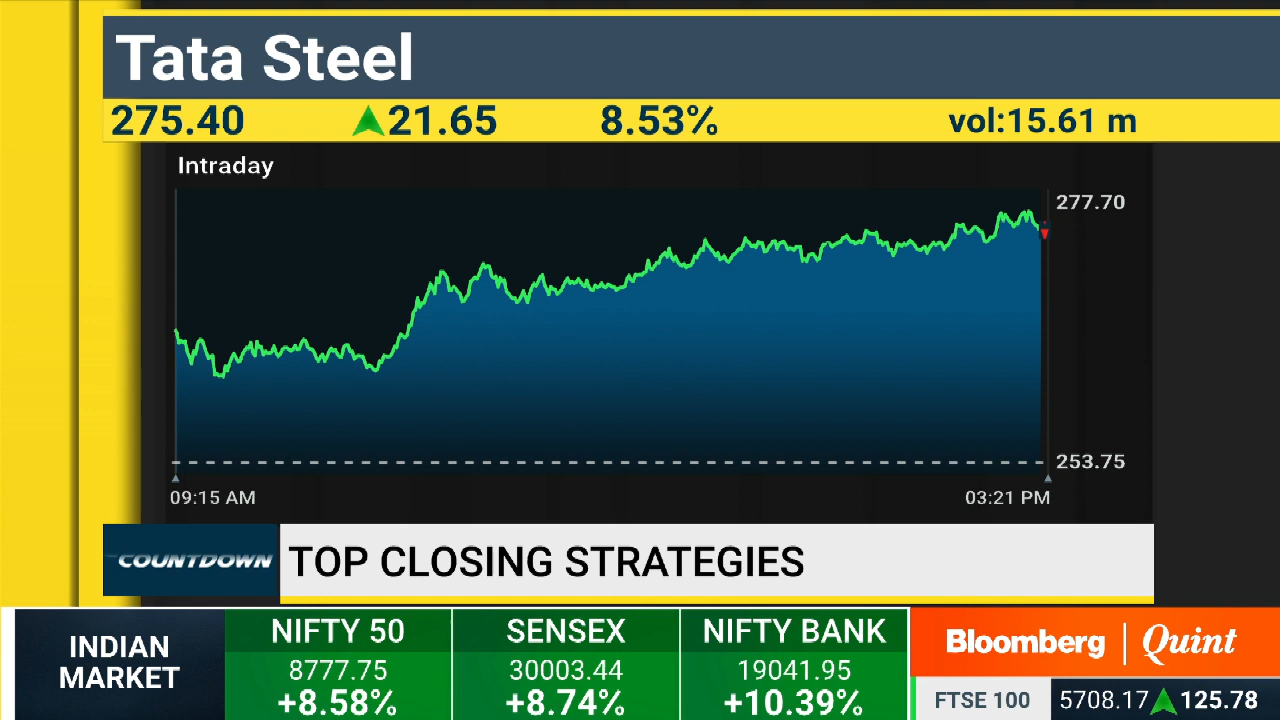 Tata Steel
275.40 ▲21.65 8.53% vol:15.61 m
Intraday
277.70
253.75
09:15 AM 03:21 PM
COUNTDOWN TOP CLOSING STRATEGIES
INDIAN MARKET
NIFTY 50
8777.75
+8.58%
SENSEX
30003.44
+8.74%
NIFTY BANK
19041.95
+10.39%
Bloomberg | Quint
FTSE 100 5708.17▲125.78